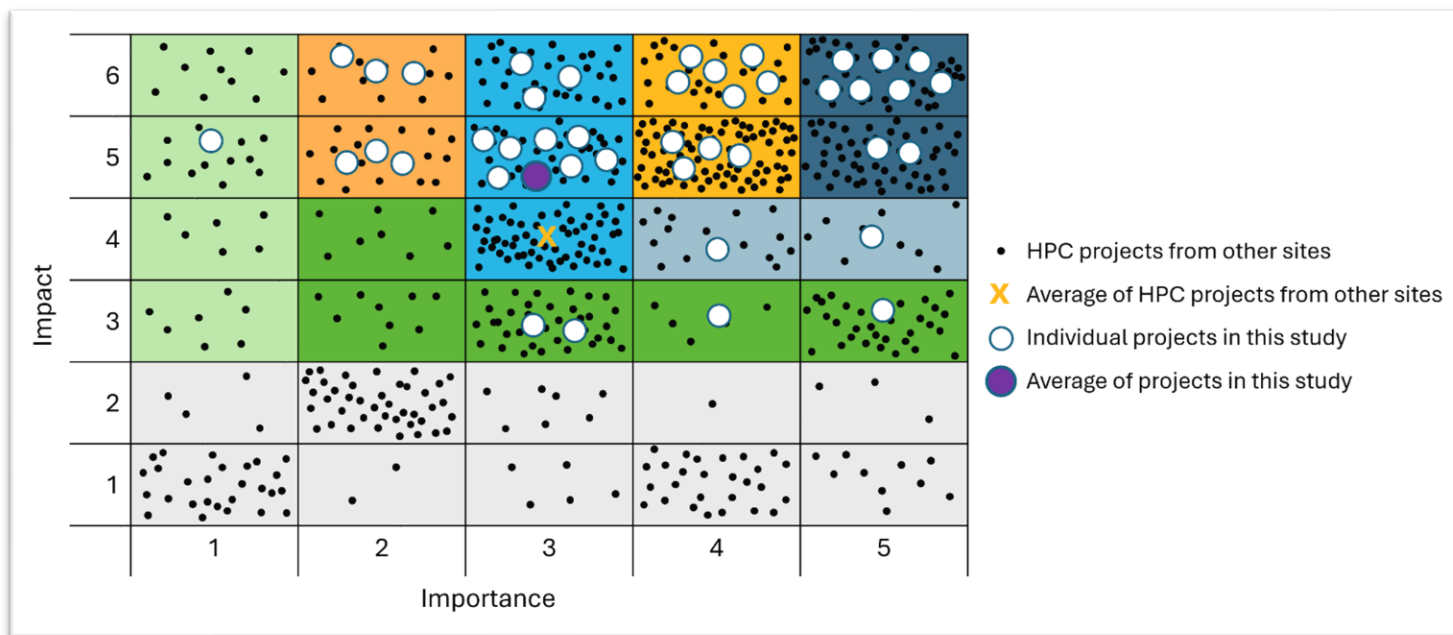 6
5
4
3
2
1
Impact
1 2 3 4 5
Importance
X
HPC projects from other sites
X Average of HPC projects from other sites
Individual projects in this study
Average of projects in this study